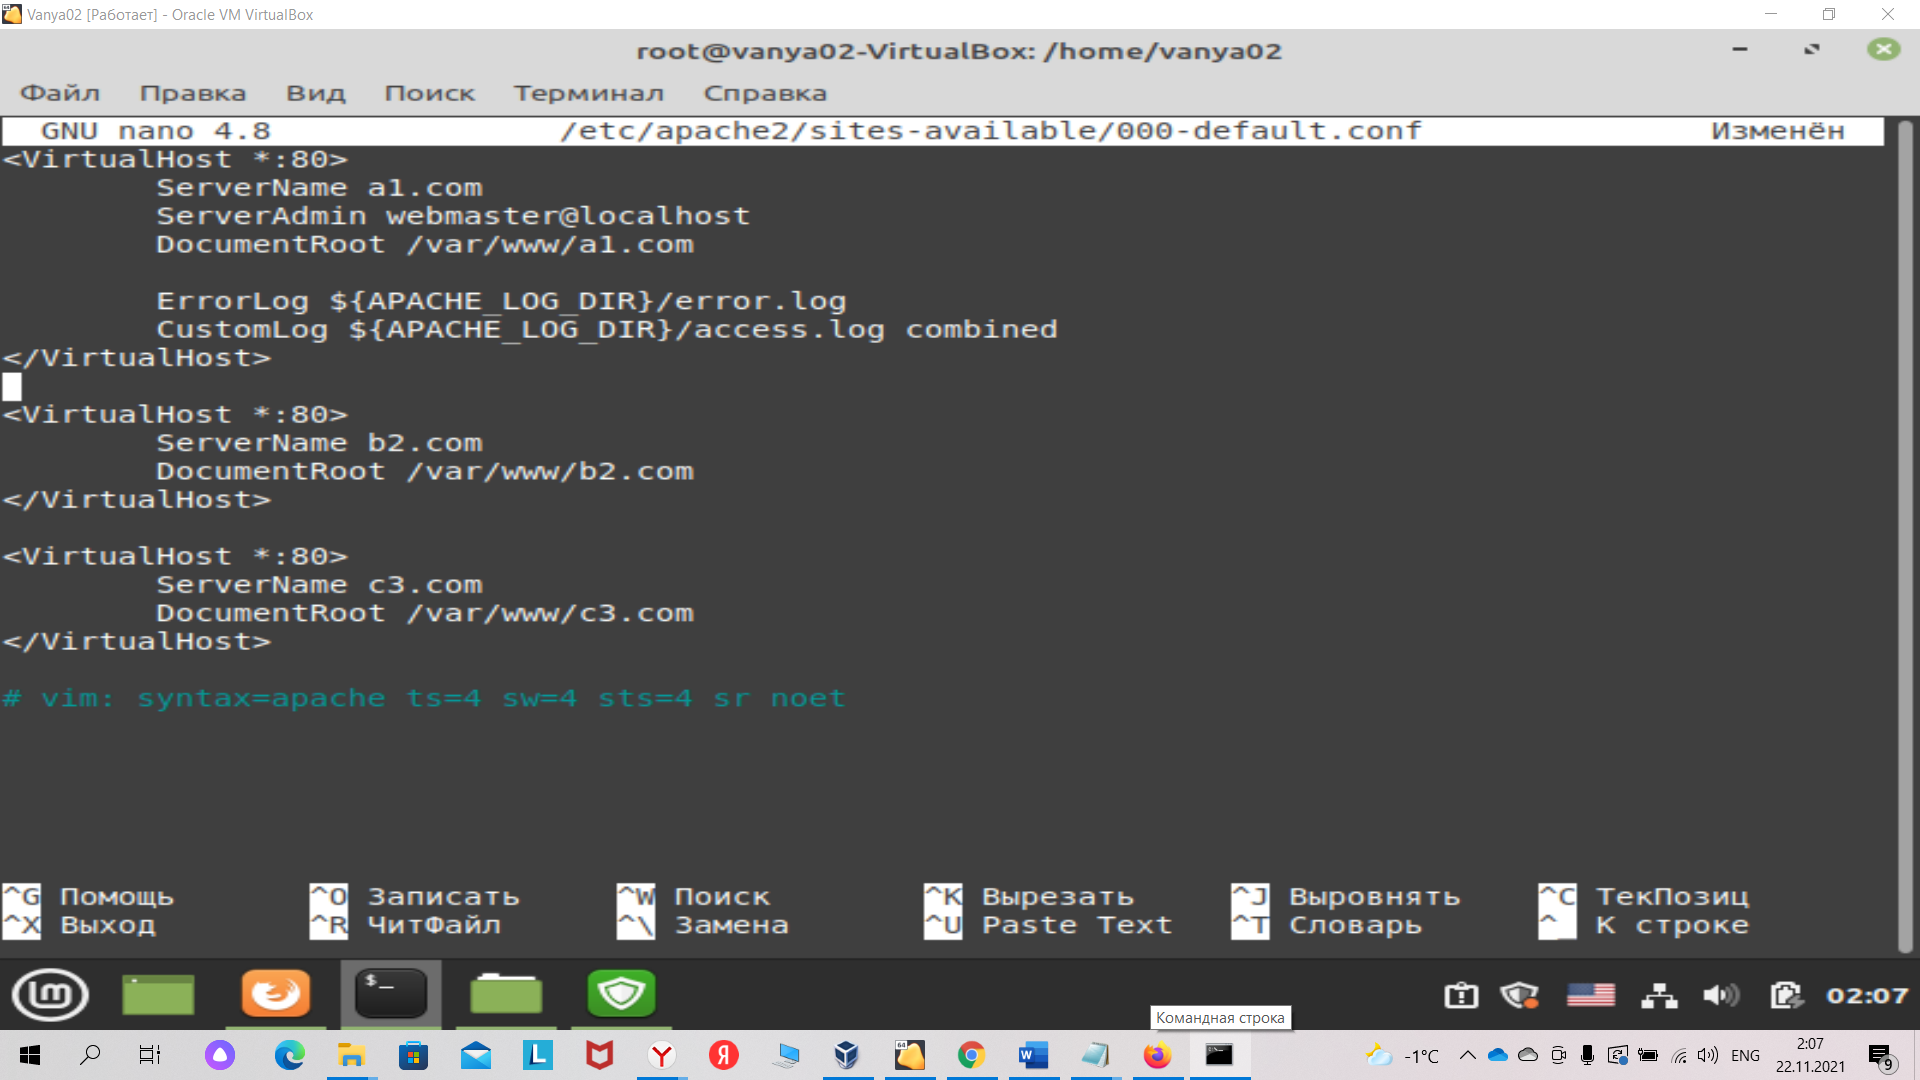 Vanya02 [Работает] - Oracle VM VirtualBox
root@vanya02-VirtualBox: /home/vanya02
Файл Правка Вид Поиск Терминал Справка
GNU nano 4.8 /etc/apache2/sites-available/000-default.conf Изменён
<VirtualHost *:80>
ServerName a1.com
ServerAdmin webmaster@localhost
DocumentRoot /var/www/a1.com
ErrorLog ${APACHE_LOG_DIR}/error.log
CustomLog ${APACHE_LOG_DIR}/access.log combined
</VirtualHost>
<VirtualHost *:80>
ServerName b2.com
DocumentRoot /var/www/b2.com
</VirtualHost>
<VirtualHost *:80>
ServerName c3.com
DocumentRoot /var/www/c3.com
</VirtualHost>
# vim: syntax=apache ts=4 sw=4 sts=4 sr noet
^G Помощь ^O Записать ^W Поиск ^K Вырезать ^J Выровнять ^C ТекПозиц
^X Выход ^R ЧитФайл ^\ Замена ^U Paste Text ^T Словарь ^_ К строке
02:07
Командная строка
-1°C ENG 2:07
22.11.2021
9